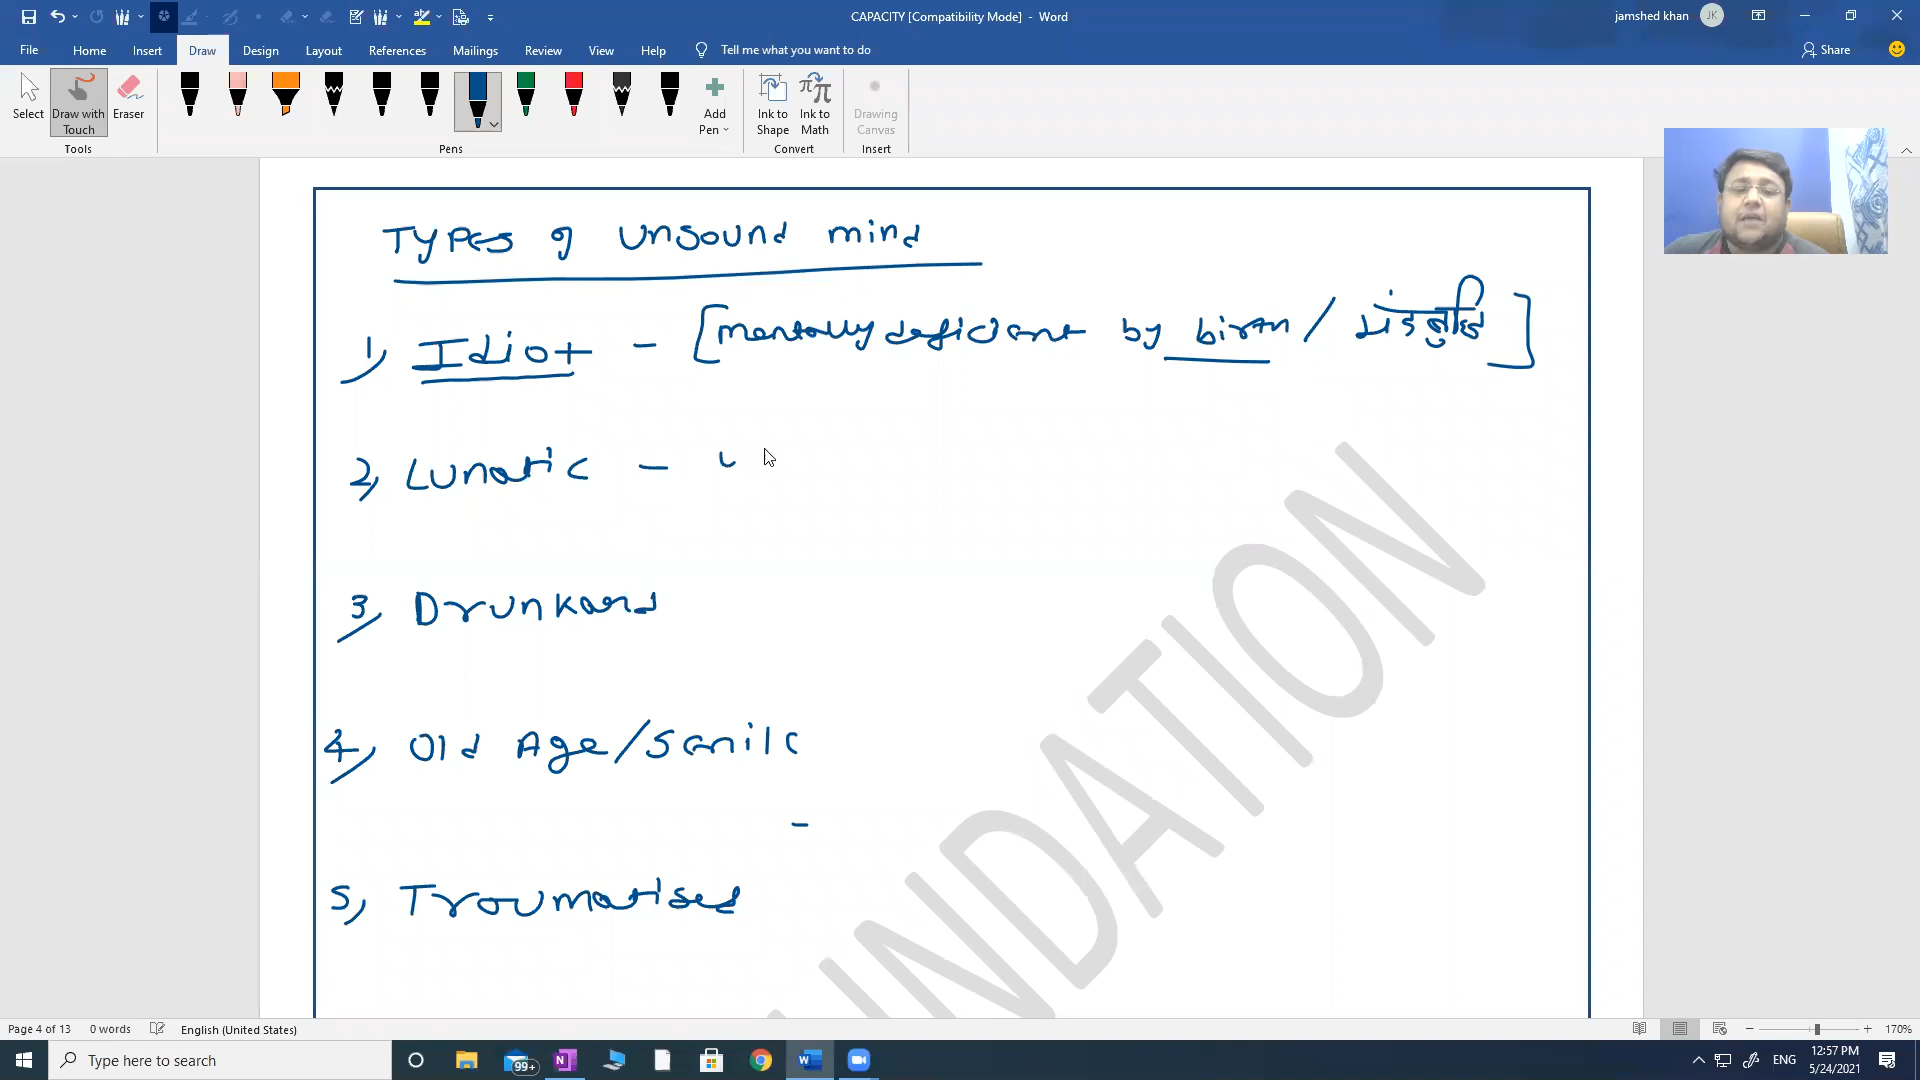 CAPACITY [Compatibility Mode] - Word
jamshed khan JK
File Home Insert Draw Design Layout References Mailings Review View Help Tell me what you want to do Share
Select Draw with Touch Eraser Add Pen Ink to Shape Ink to Math Drawing Canvas
Tools Pens Convert Insert
TYPES of unsound mind
1, Idiot - [mentally deficient by birth / मंदबुद्धि]
2, Lunatic -
3, Drunkard
4, Old Age/Senile
-
5, Traumatised
UNDATION
Page 4 of 13 0 words English (United States) 170%
Type here to search 99+ ENG 12:57 PM
5/24/2021